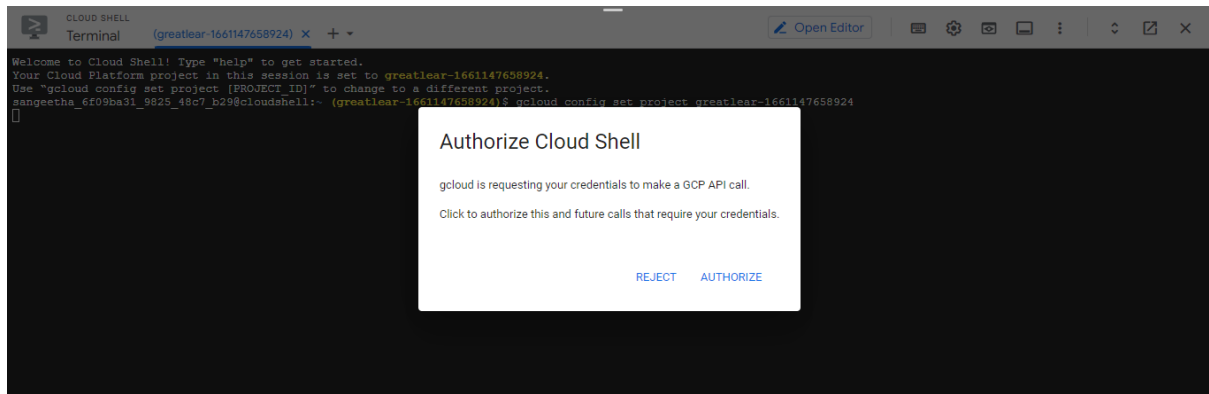 CLOUD SHELL
Terminal
(greatlear-1661147658924)
Open Editor
Welcome to Cloud Shell! Type "help" to get started.
Your Cloud Platform project in this session is set to greatlear-1661147658924.
Use “gcloud config set project [PROJECT_ID]” to change to a different project.
sangeetha_6f09ba31_9825_48c7_b29@cloudshell:~ (greatlear-1661147658924)$ gcloud config set project greatlear-1661147658924
Authorize Cloud Shell
gcloud is requesting your credentials to make a GCP API call.
Click to authorize this and future calls that require your credentials.
REJECT AUTHORIZE